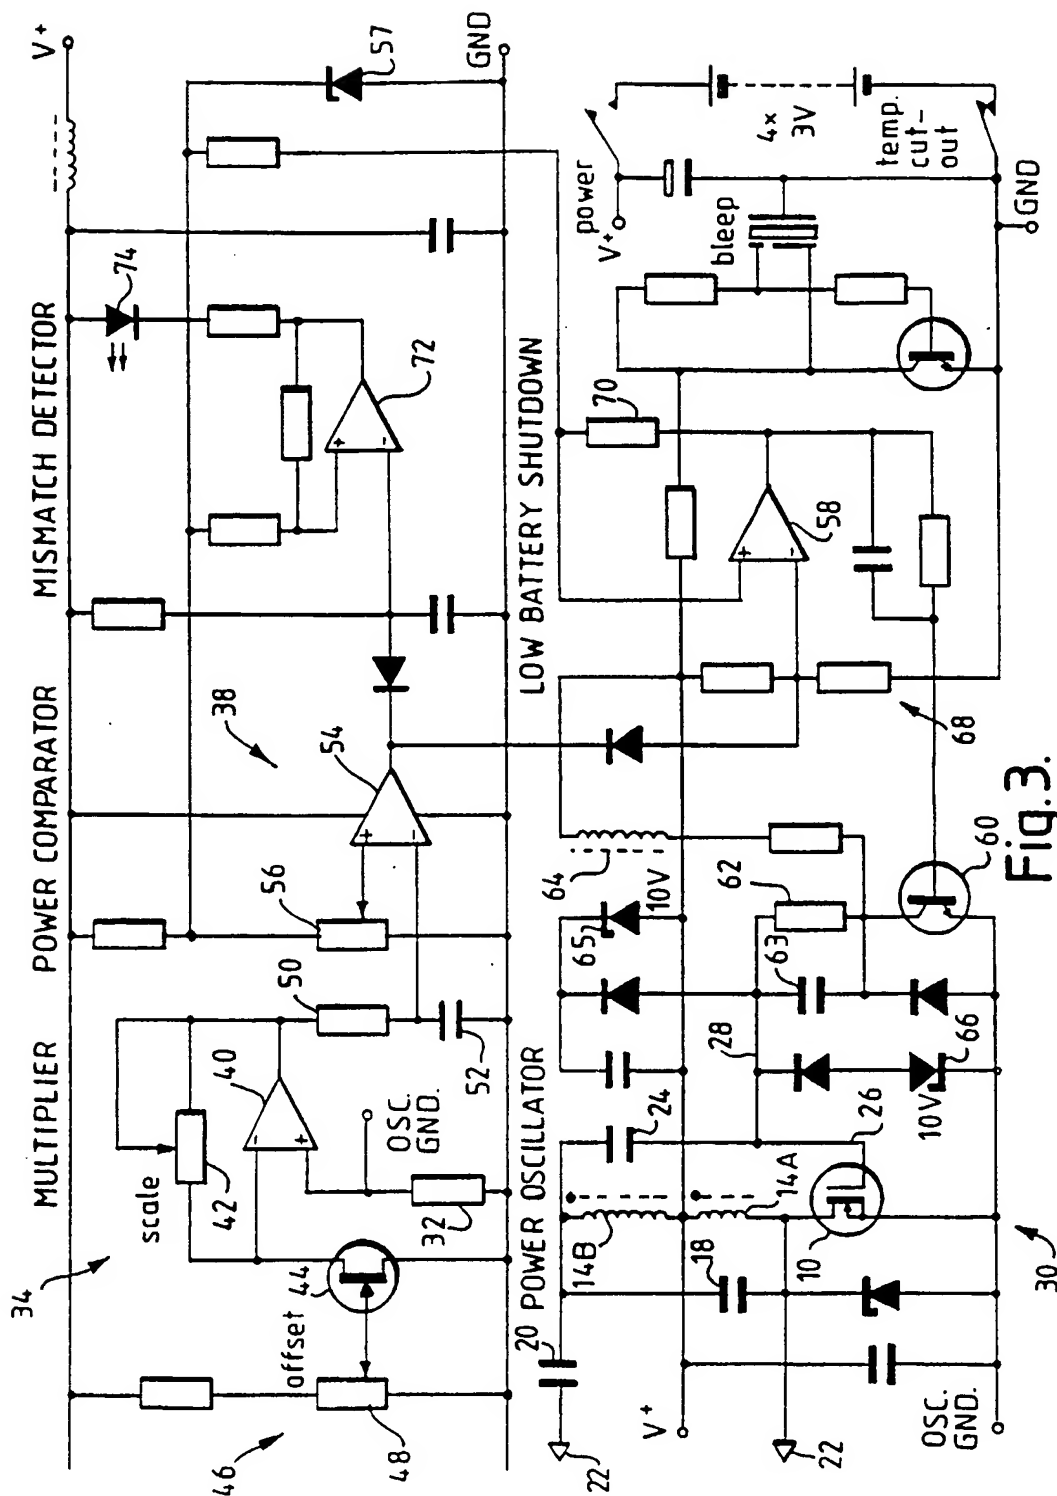 MULTIPLIER
POWER COMPARATOR
MISMATCH DETECTOR
V+
34
scale
42
40
50
56
38
54
74
72
57
44
offset
OSC.
GND.
32
52
46
48
GND
20
POWER OSCILLATOR
LOW BATTERY SHUTDOWN
24
65
10V
64
70
bleep
power
V+
4x
3V
temp.
cut-
out
22
14B
14A
28
63
62
58
V+
18
26
66
10V
60
68
GND
22
10
OSC.
GND.
30
Fig.3.